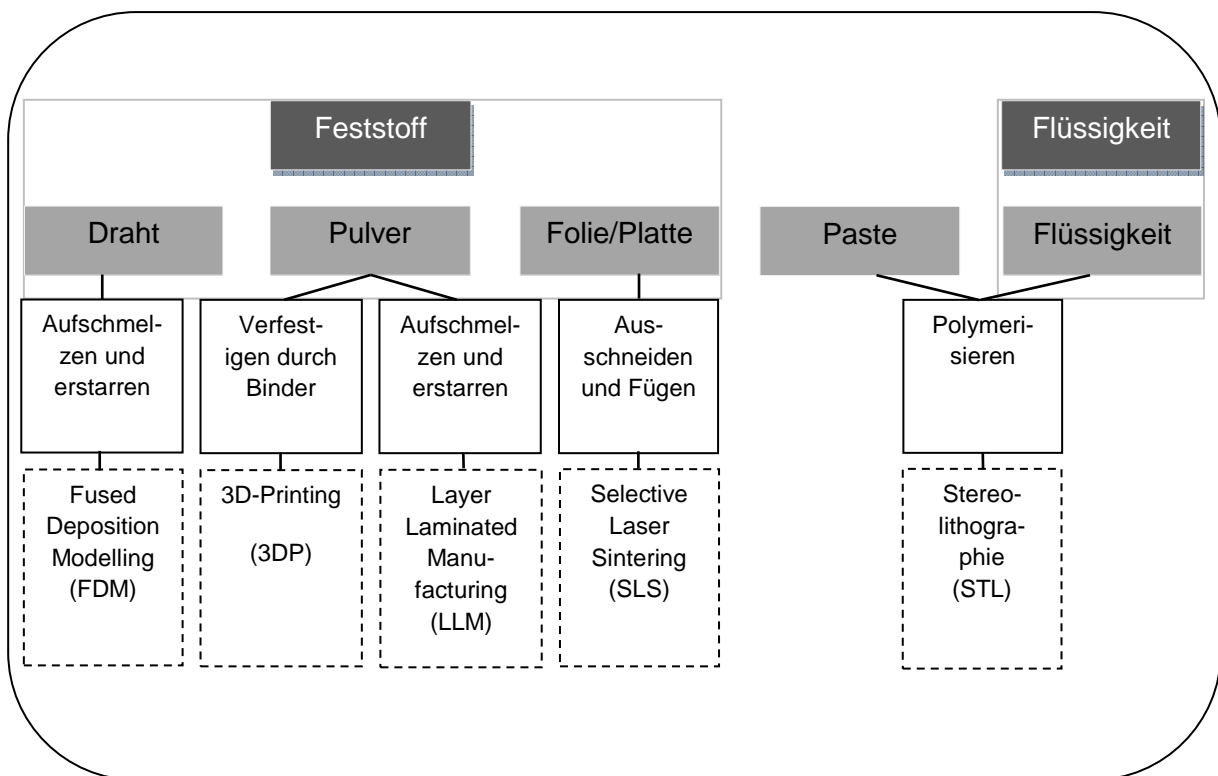 Feststoff
Flüssigkeit
Draht
Pulver
Folie/Platte
Paste
Flüssigkeit
Aufschmel-
zen und
erstarren
Verfest-
igen durch
Binder
Aufschmel-
zen und
erstarren
Aus-
schneiden
und Fügen
Polymeri-
sieren
Fused
Deposition
Modelling
(FDM)
3D-Printing
(3DP)
Layer
Laminated
Manu-
facturing
(LLM)
Selective
Laser
Sintering
(SLS)
Stereo-
lithogra-
phie
(STL)